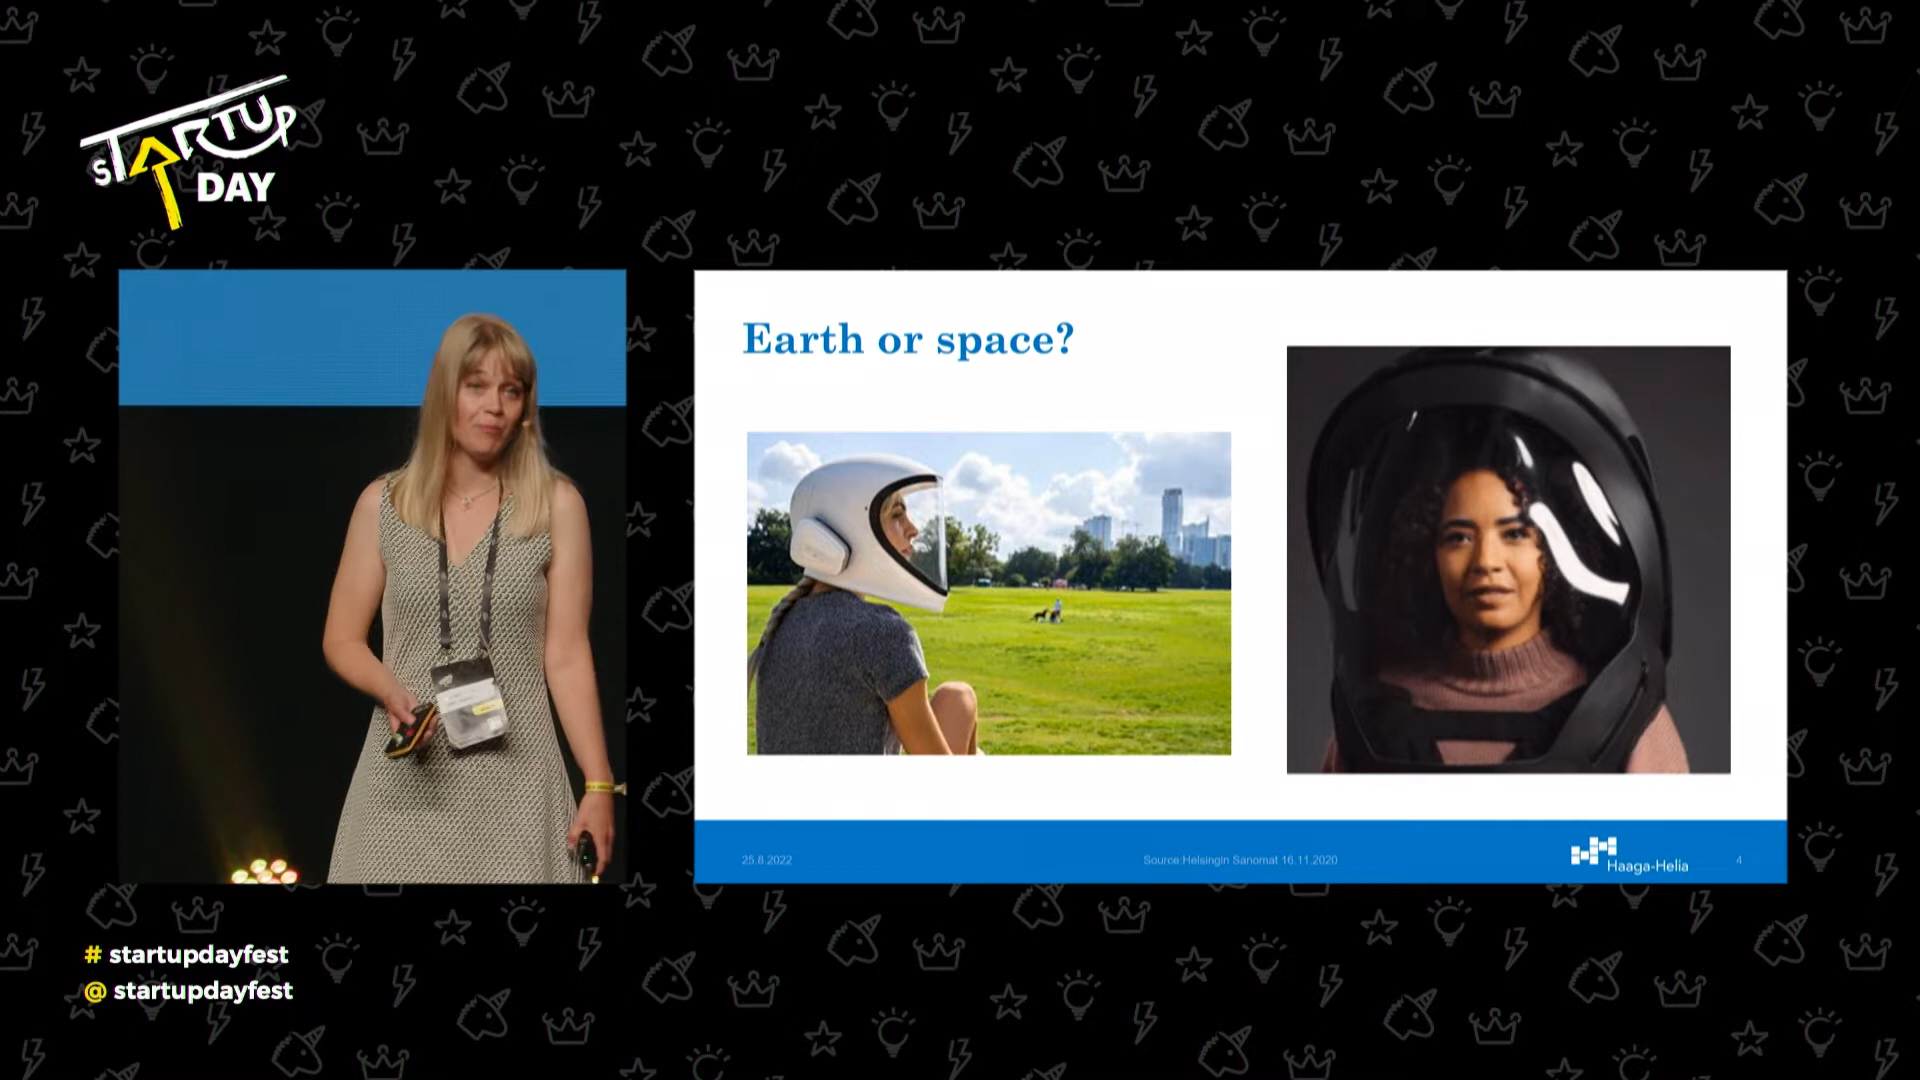 STARTUP
DAY
Earth or space?
25.8.2022
Source:Helsingin Sanomat 16.11.2020
Haaga-Helia
4
# startupdayfest
@ startupdayfest